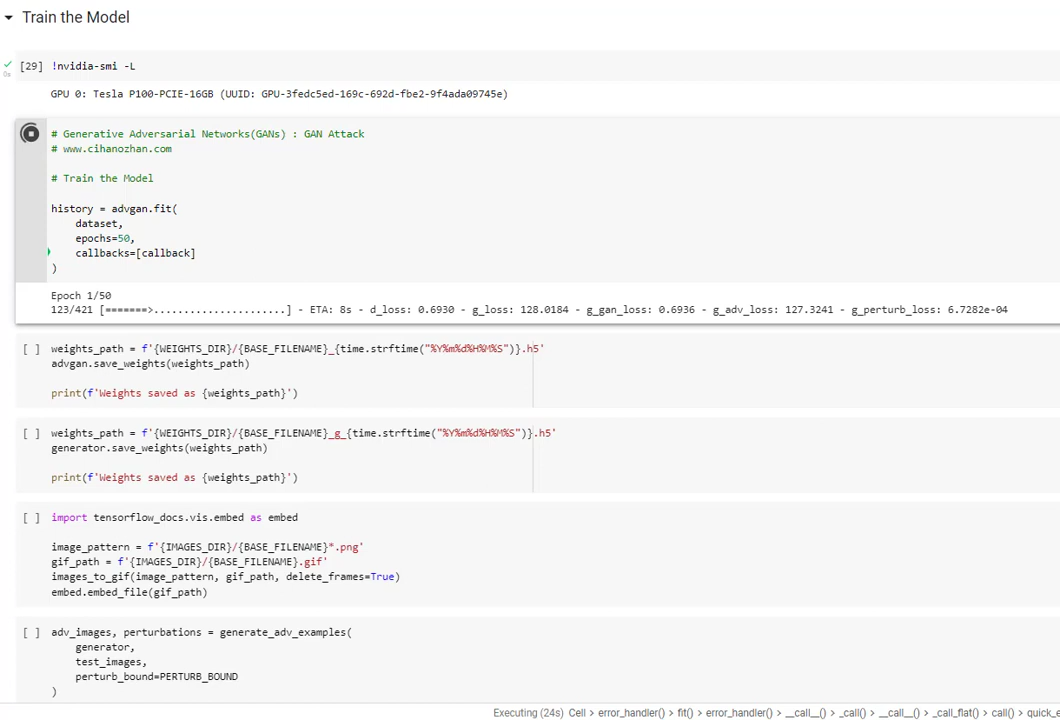 Train the Model
[29] !nvidia-smi -L
0s
GPU 0: Tesla P100-PCIE-16GB (UUID: GPU-3fedc5ed-169c-692d-fbe2-9f4ada09745e)
# Generative Adversarial Networks(GANs) : GAN Attack
# www.cihanozhan.com
# Train the Model
history = advgan.fit(
dataset,
epochs=50,
callbacks=[callback]
)
Epoch 1/50
123/421 [=======>......................] - ETA: 8s - d_loss: 0.6930 - g_loss: 128.0184 - g_gan_loss: 0.6936 - g_adv_loss: 127.3241 - g_perturb_loss: 6.7282e-04
[ ] weights_path = f'{WEIGHTS_DIR}/{BASE_FILENAME}_{time.strftime("%Y%m%d%H%M%S")}.h5'
advgan.save_weights(weights_path)
print(f'Weights saved as {weights_path}')
[ ] weights_path = f'{WEIGHTS_DIR}/{BASE_FILENAME}_g_{time.strftime("%Y%m%d%H%M%S")}.h5'
generator.save_weights(weights_path)
print(f'Weights saved as {weights_path}')
[ ] import tensorflow_docs.vis.embed as embed
image_pattern = f'{IMAGES_DIR}/{BASE_FILENAME}*.png'
gif_path = f'{IMAGES_DIR}/{BASE_FILENAME}.gif'
images_to_gif(image_pattern, gif_path, delete_frames=True)
embed.embed_file(gif_path)
[ ] adv_images, perturbations = generate_adv_examples(
generator,
test_images,
perturb_bound=PERTURB_BOUND
)
Executing (24s) Cell > error_handler() > fit() > error_handler() > __call__() > _call() > __call__() > _call_flat() > call() > quick_e